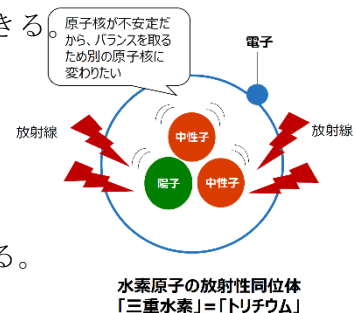 きる。
原子核が不安定だ
から、バランスを取る
ため別の原子核に
変わりたい
電子
放射線
放射線
中性子
陽子
中性子
る。
水素原子の放射性同位体
「三重水素」=「トリチウム」